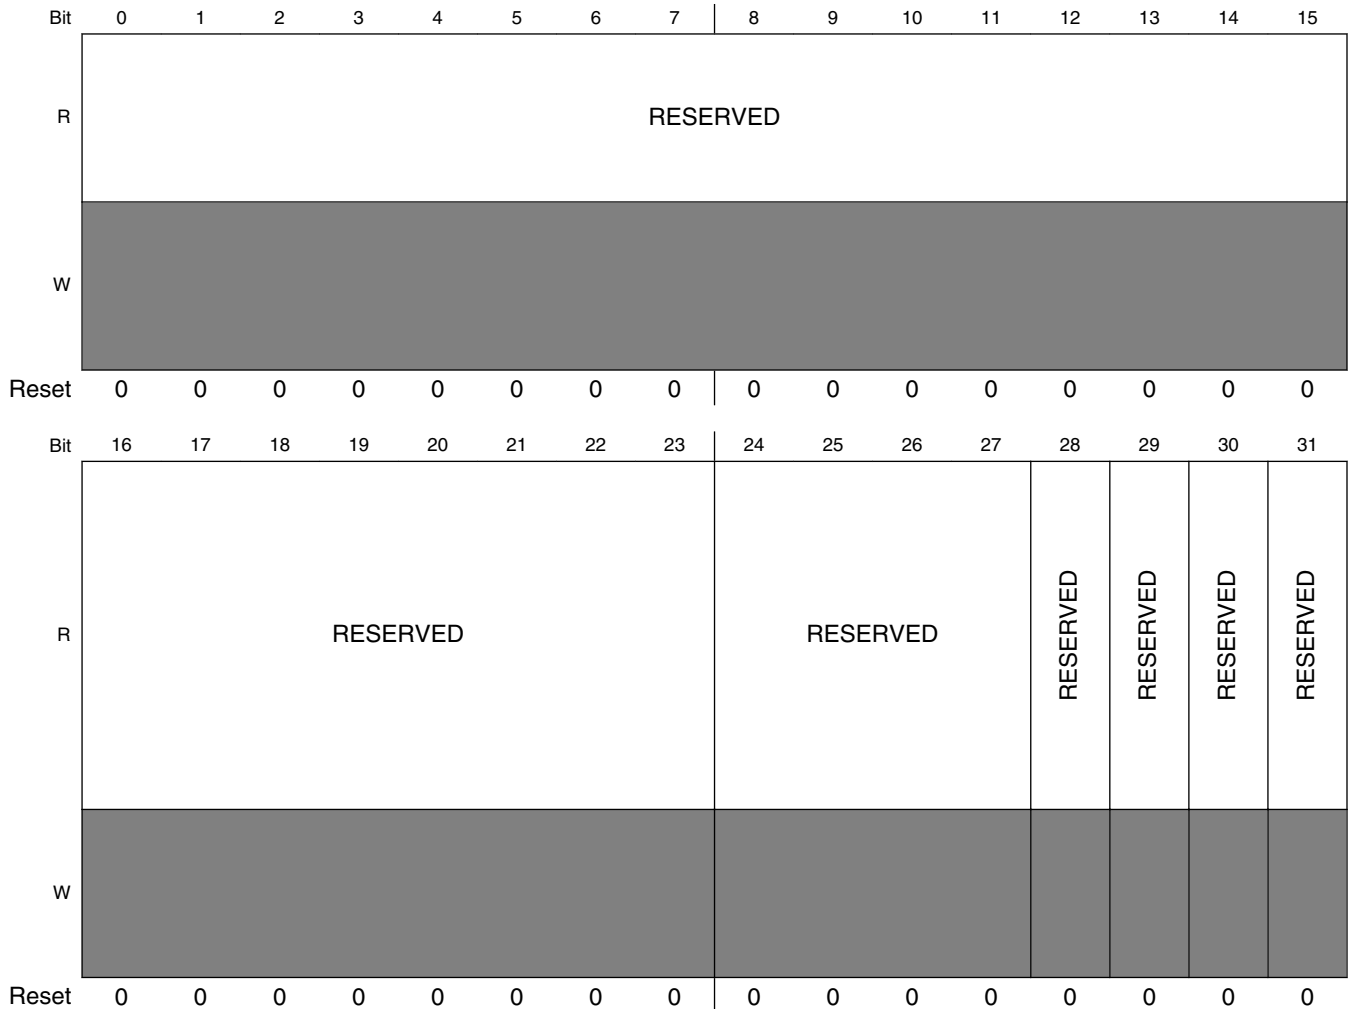 Bit 0 1 2 3 4 5 6 7 8 9 10 11 12 13 14 15
R RESERVED
W
Reset 0 0 0 0 0 0 0 0 0 0 0 0 0 0 0 0
Bit 16 17 18 19 20 21 22 23 24 25 26 27 28 29 30 31
R RESERVED RESERVED RESERVED RESERVED RESERVED RESERVED
W
Reset 0 0 0 0 0 0 0 0 0 0 0 0 0 0 0 0